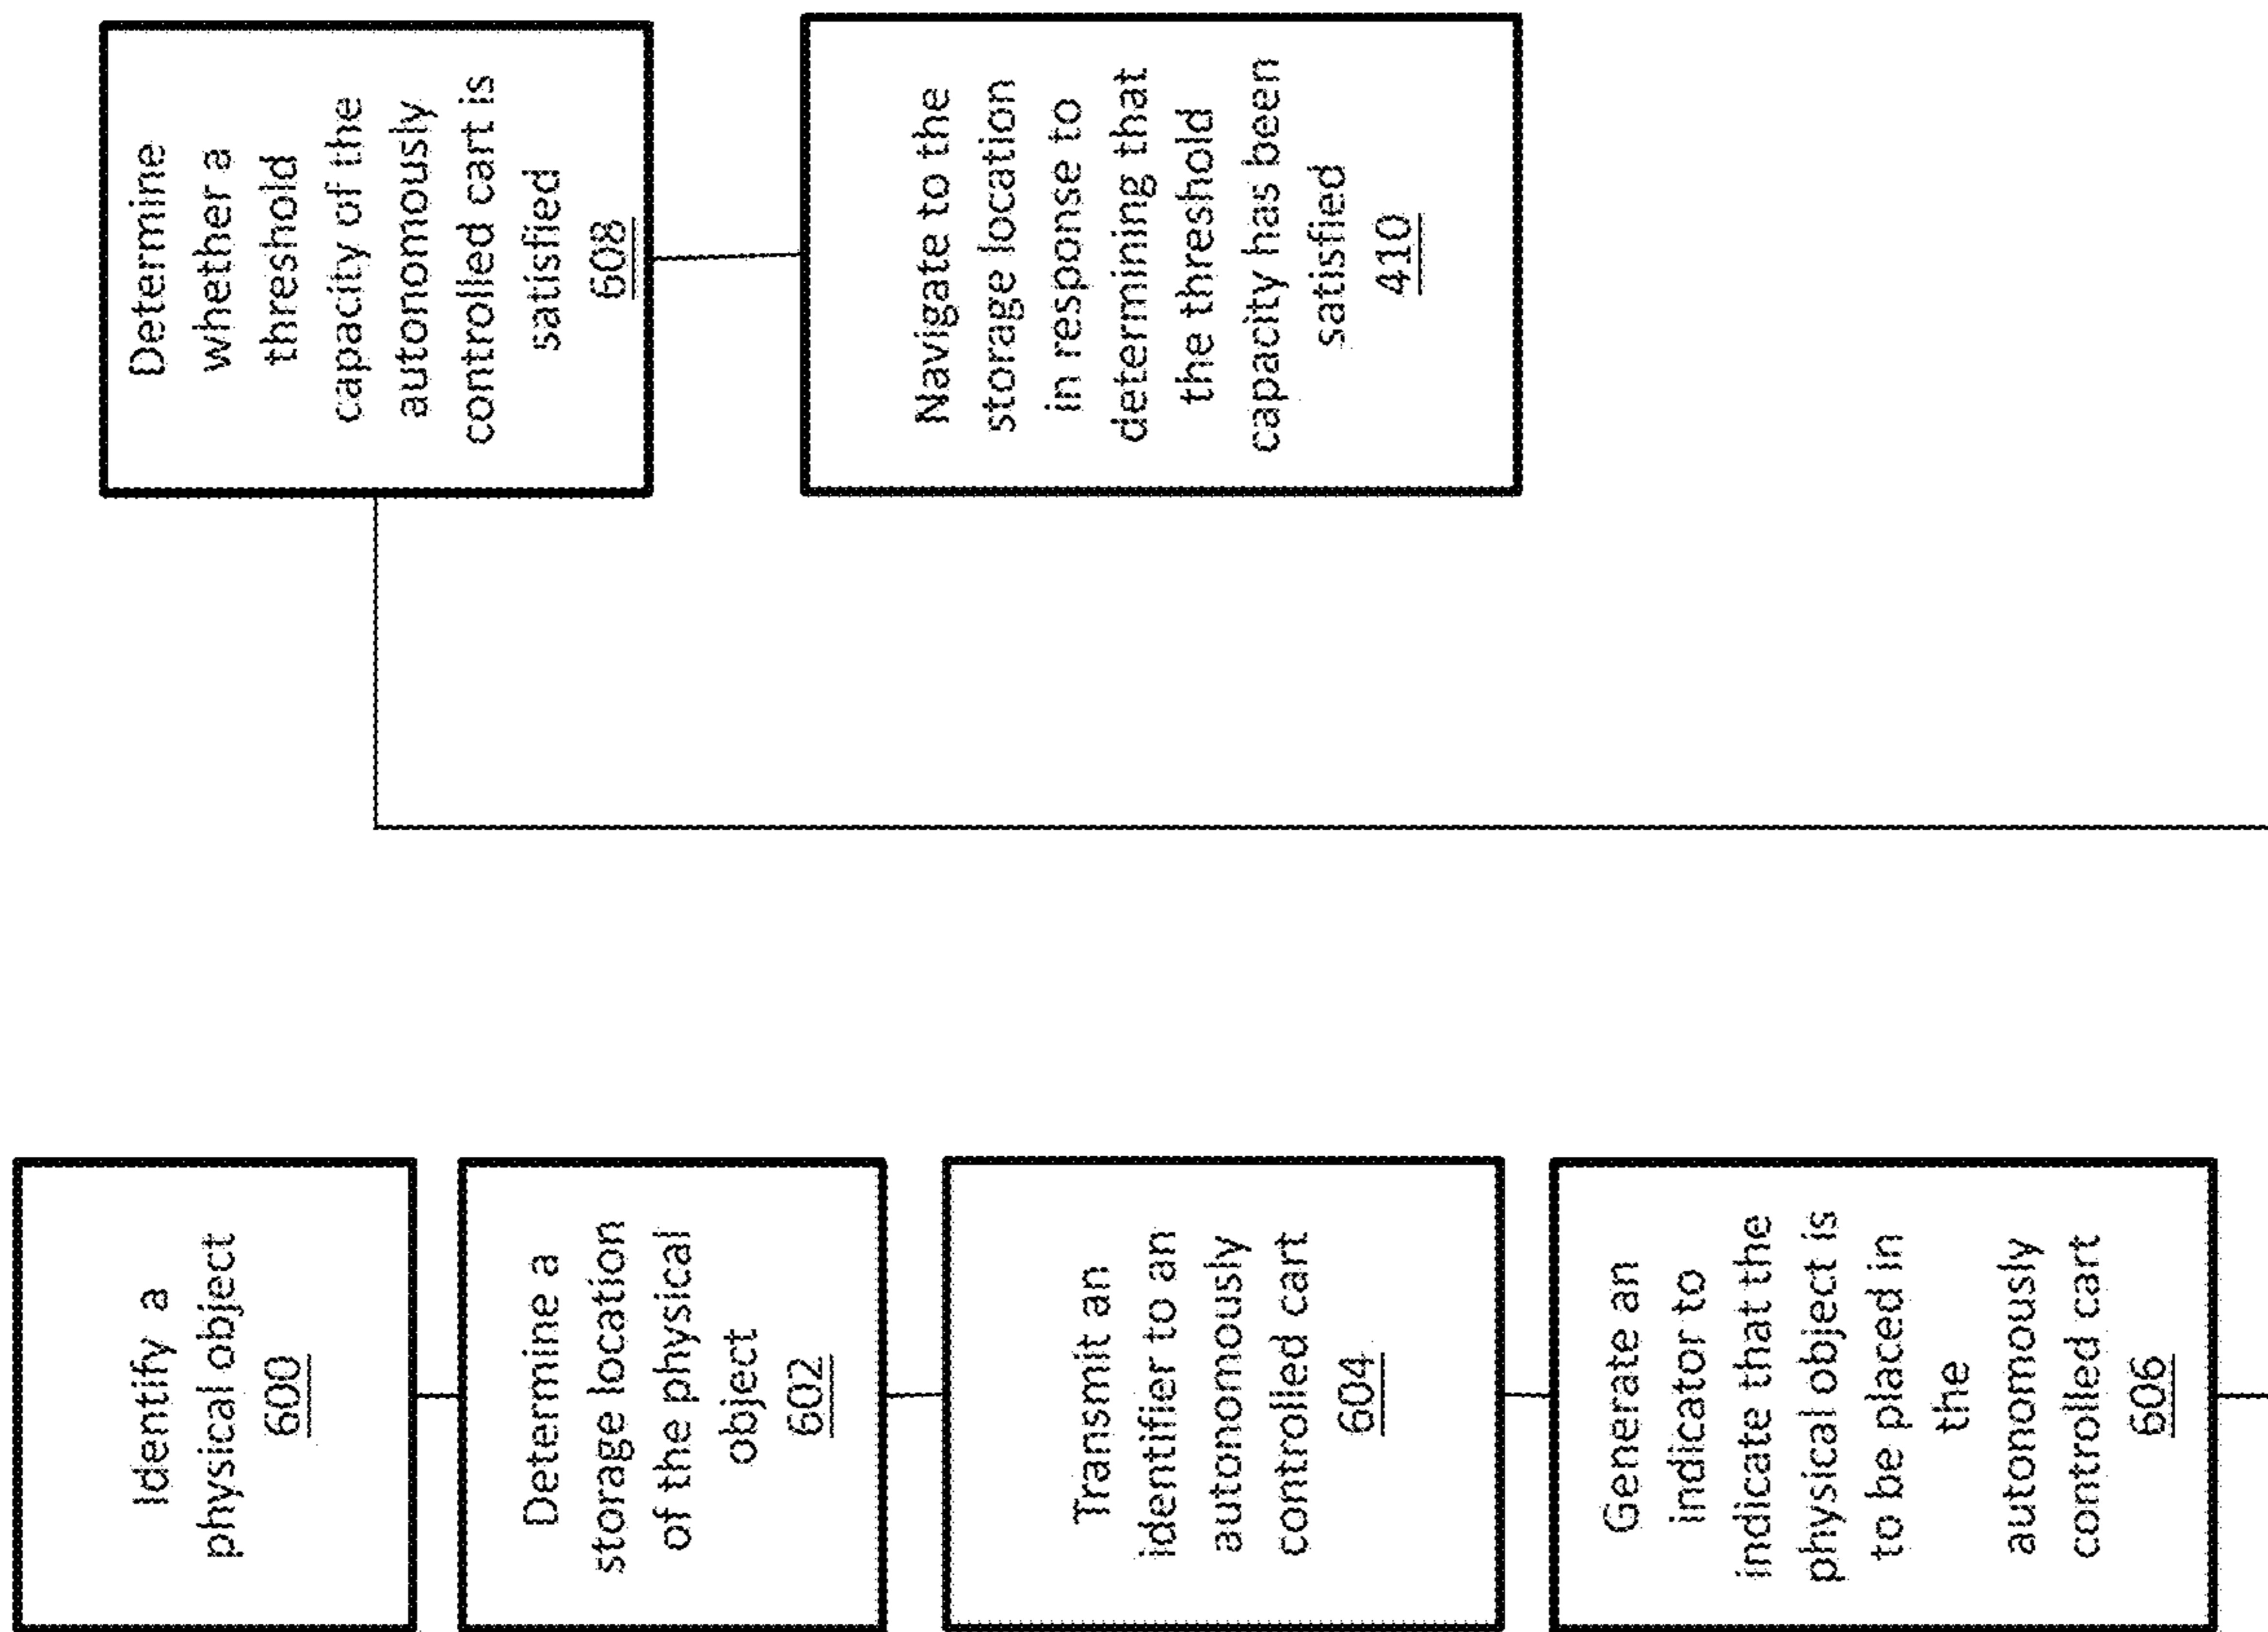 Identify a
physical object
600
Determine a
storage location
of the physical
object
602
Transmit an
identifier to an
autonomously
controlled cart
604
Generate an
indicator to
indicate that the
physical object is
to be placed in
the
autonomously
controlled cart
606
Determine
whether a
threshold
capacity of the
autonomously
controlled cart is
satisfied
608
Navigate to the
storage location
in response to
determining that
the threshold
capacity has been
satisfied
410